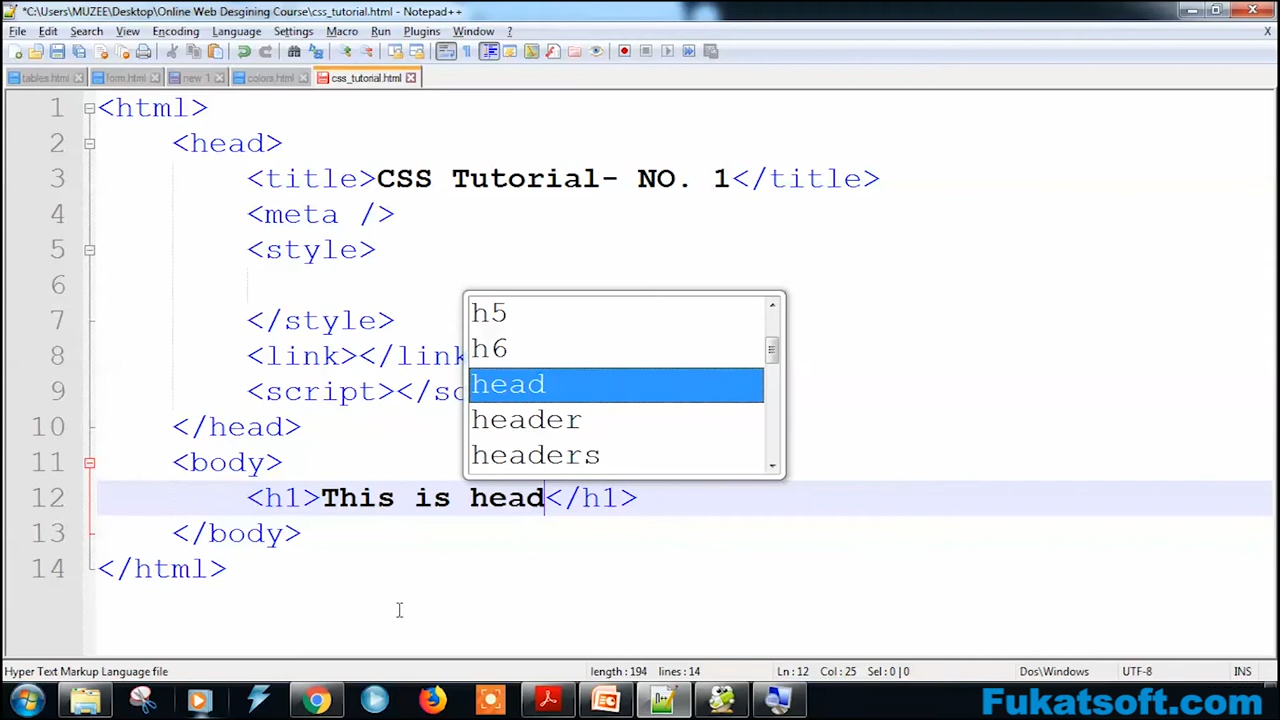 *C:\Users\MUZEE\Desktop\Online Web Desgining Course\css_tutorial.html - Notepad++
File Edit Search View Encoding Language Settings Macro Run Plugins Window ? X
tables.html form.html new 1 colors.html css_tutorial.html
1 <html>
2 <head>
3 <title>CSS Tutorial- NO. 1</title>
4 <meta />
5 <style>
6
7 </style>
8 <link></link
9 <script></sc
10 </head>
11 <body>
12 <h1>This is head</h1>
13 </body>
14 </html>
h5
h6
head
header
headers
Hyper Text Markup Language file length : 194 lines : 14 Ln : 12 Col : 25 Sel : 0 | 0 Dos\Windows UTF-8 INS
Fukatsoft.com